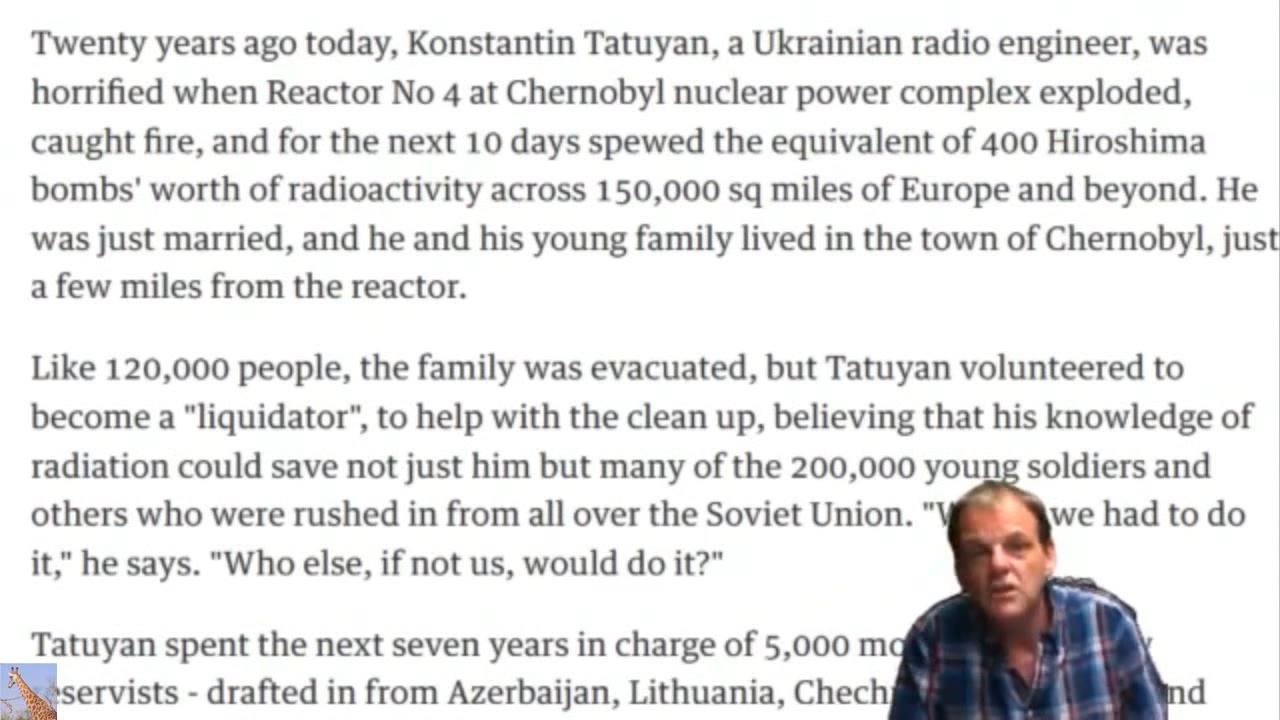 Twenty years ago today, Konstantin Tatuyan, a Ukrainian radio engineer, was
horrified when Reactor No 4 at Chernobyl nuclear power complex exploded,
caught fire, and for the next 10 days spewed the equivalent of 400 Hiroshima
bombs' worth of radioactivity across 150,000 sq miles of Europe and beyond. He
was just married, and he and his young family lived in the town of Chernobyl, just
a few miles from the reactor.
Like 120,000 people, the family was evacuated, but Tatuyan volunteered to
become a "liquidator", to help with the clean up, believing that his knowledge of
radiation could save not just him but many of the 200,000 young soldiers and
others who were rushed in from all over the Soviet Union. " we had to do
it," he says. "Who else, if not us, would do it?"
Tatuyan spent the next seven years in charge of 5,000
- drafted in from Azerbaijan, Lithuania,